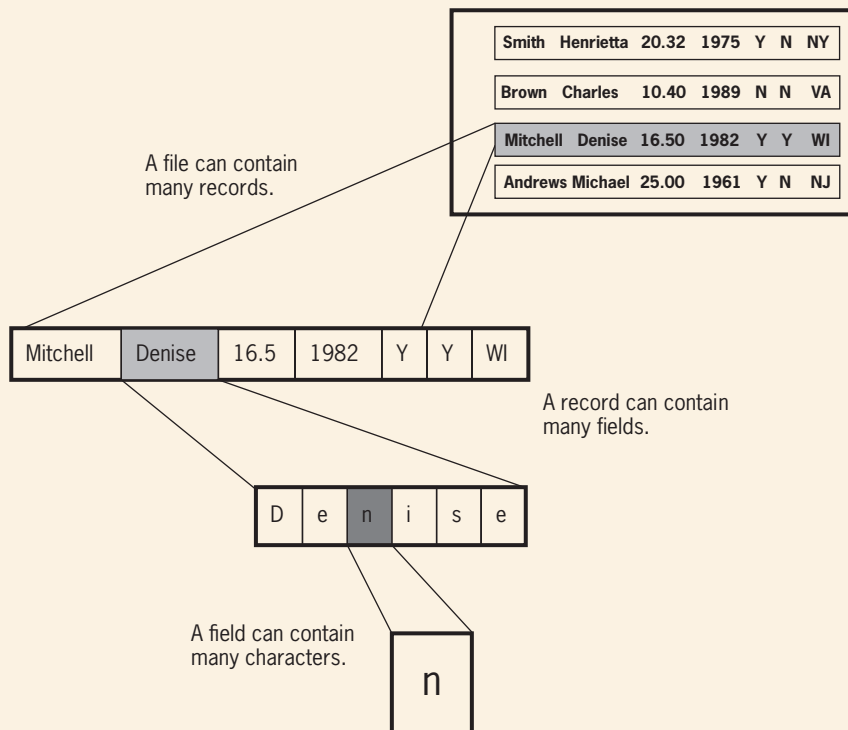 Smith Henrietta 20.32 1975 Y N NY
Brown Charles 10.40 1989 N N VA
Mitchell Denise 16.50 1982 Y Y WI
Andrews Michael 25.00 1961 Y N NJ
A file can contain
many records.
Mitchell Denise 16.5 1982 Y Y WI
A record can contain
many fields.
D e n i s e
A field can contain
many characters.
n